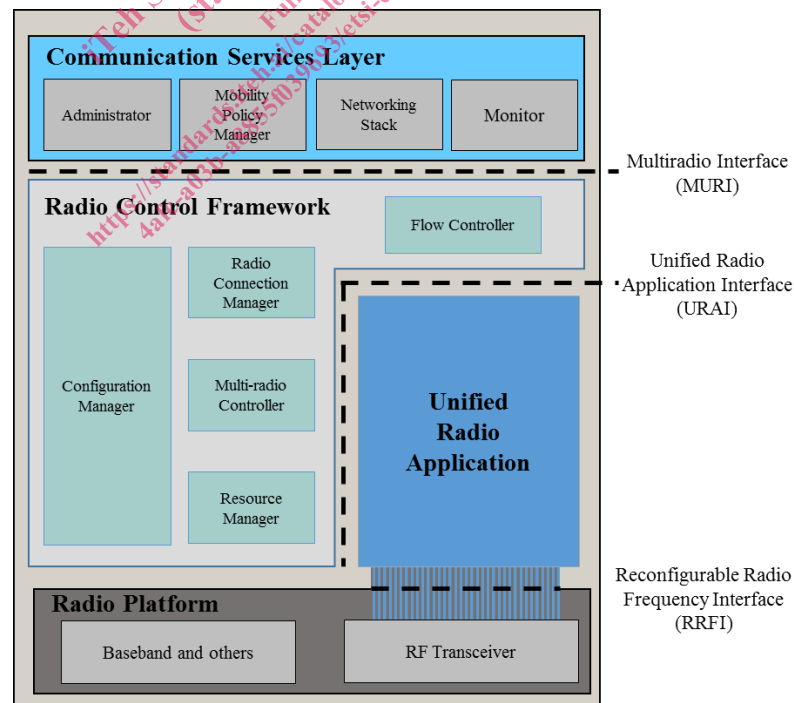 Communication Services Layer
Administrator
Mobility
Policy
Manager
Networking
Stack
Monitor
Multiradio Interface
(MURI)
Radio Control Framework
Flow Controller
Radio
Connection
Manager
Unified Radio
Application Interface
(URAI)
Configuration
Manager
Multi-radio
Controller
Unified
Radio
Application
Resource
Manager
Reconfigurable Radio
Frequency Interface
(RRFI)
Radio Platform
Baseband and others
RF Transceiver